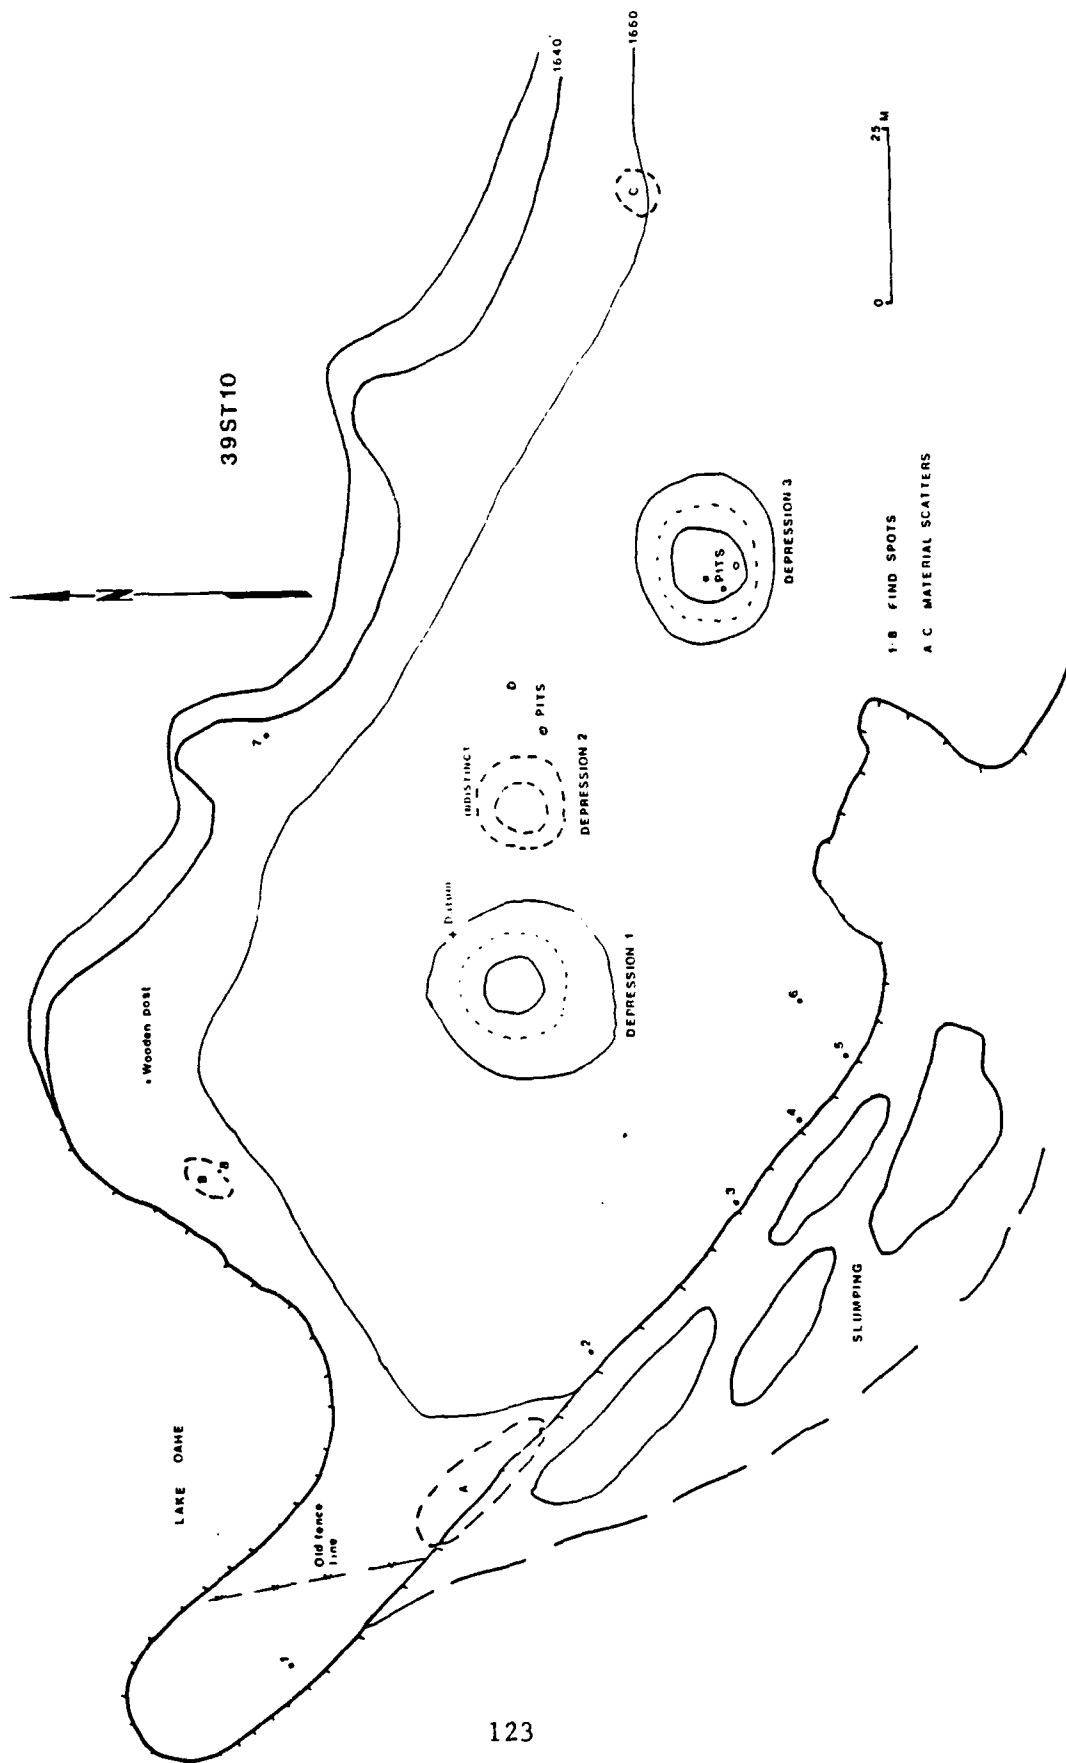 39ST10
N
1640
1660
C
0
25 M
7
Wooden post
B
8
LAKE OAHE
Old fence
line
1
A
2
3
4
5
6
SLUMPING
Datum
DEPRESSION 1
INDISTINCT
DEPRESSION 2
PITS
PITS
DEPRESSION 3
1-8 FIND SPOTS
A C MATERIAL SCATTERS
123